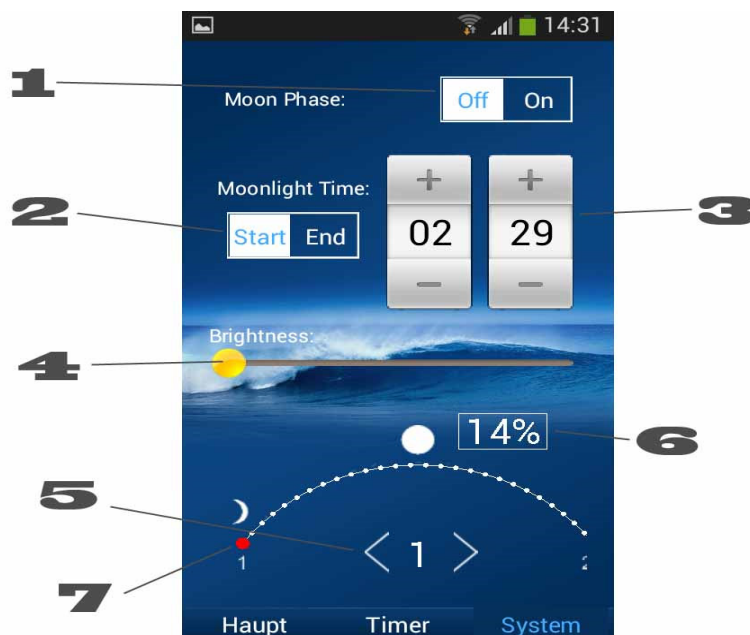 14:31
1
Moon Phase: Off On
Moonlight Time:
2
Start End
+ +
02 29
3
− −
Brightness:
4
14%
6
5
1
< 1 >
7
Haupt Timer System